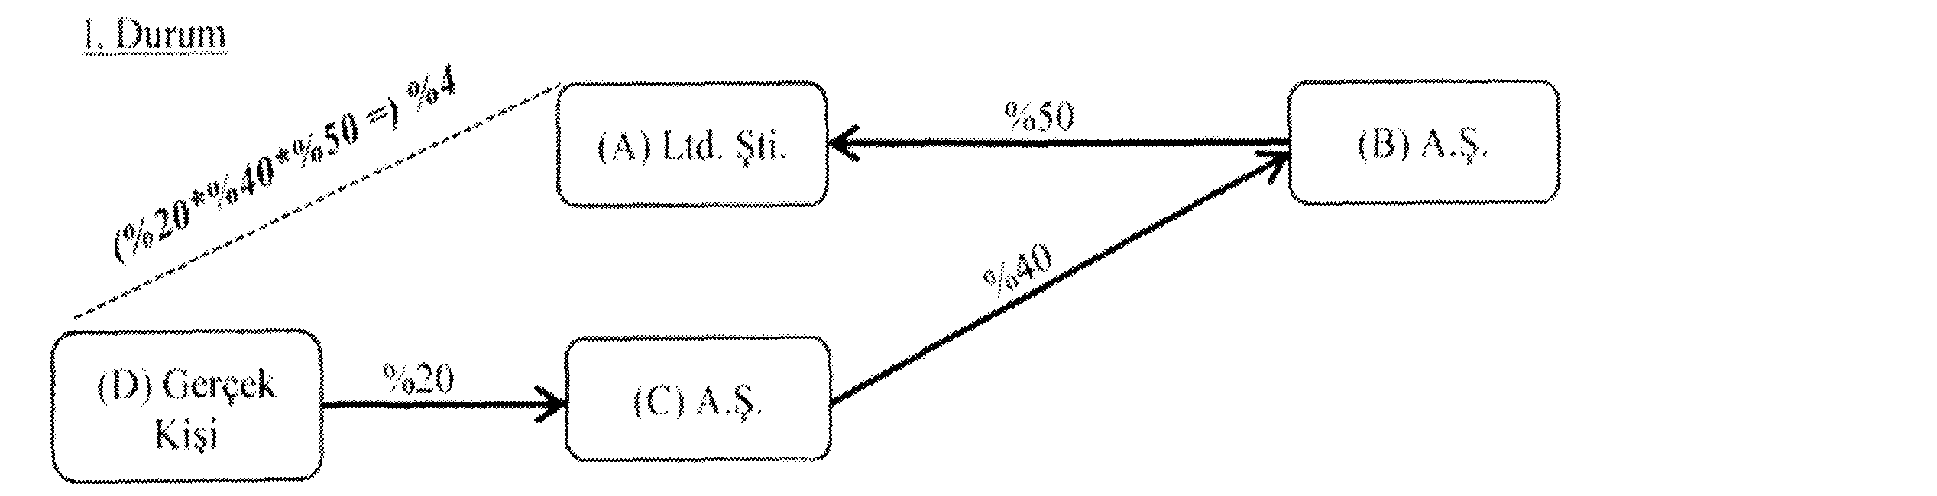 1. Durum
(%20*%40*%50 =) %4
(A) Ltd. Şti.
%50
(B) A.Ş.
%40
(D) Gerçek
Kişi
%20
(C) A.Ş.